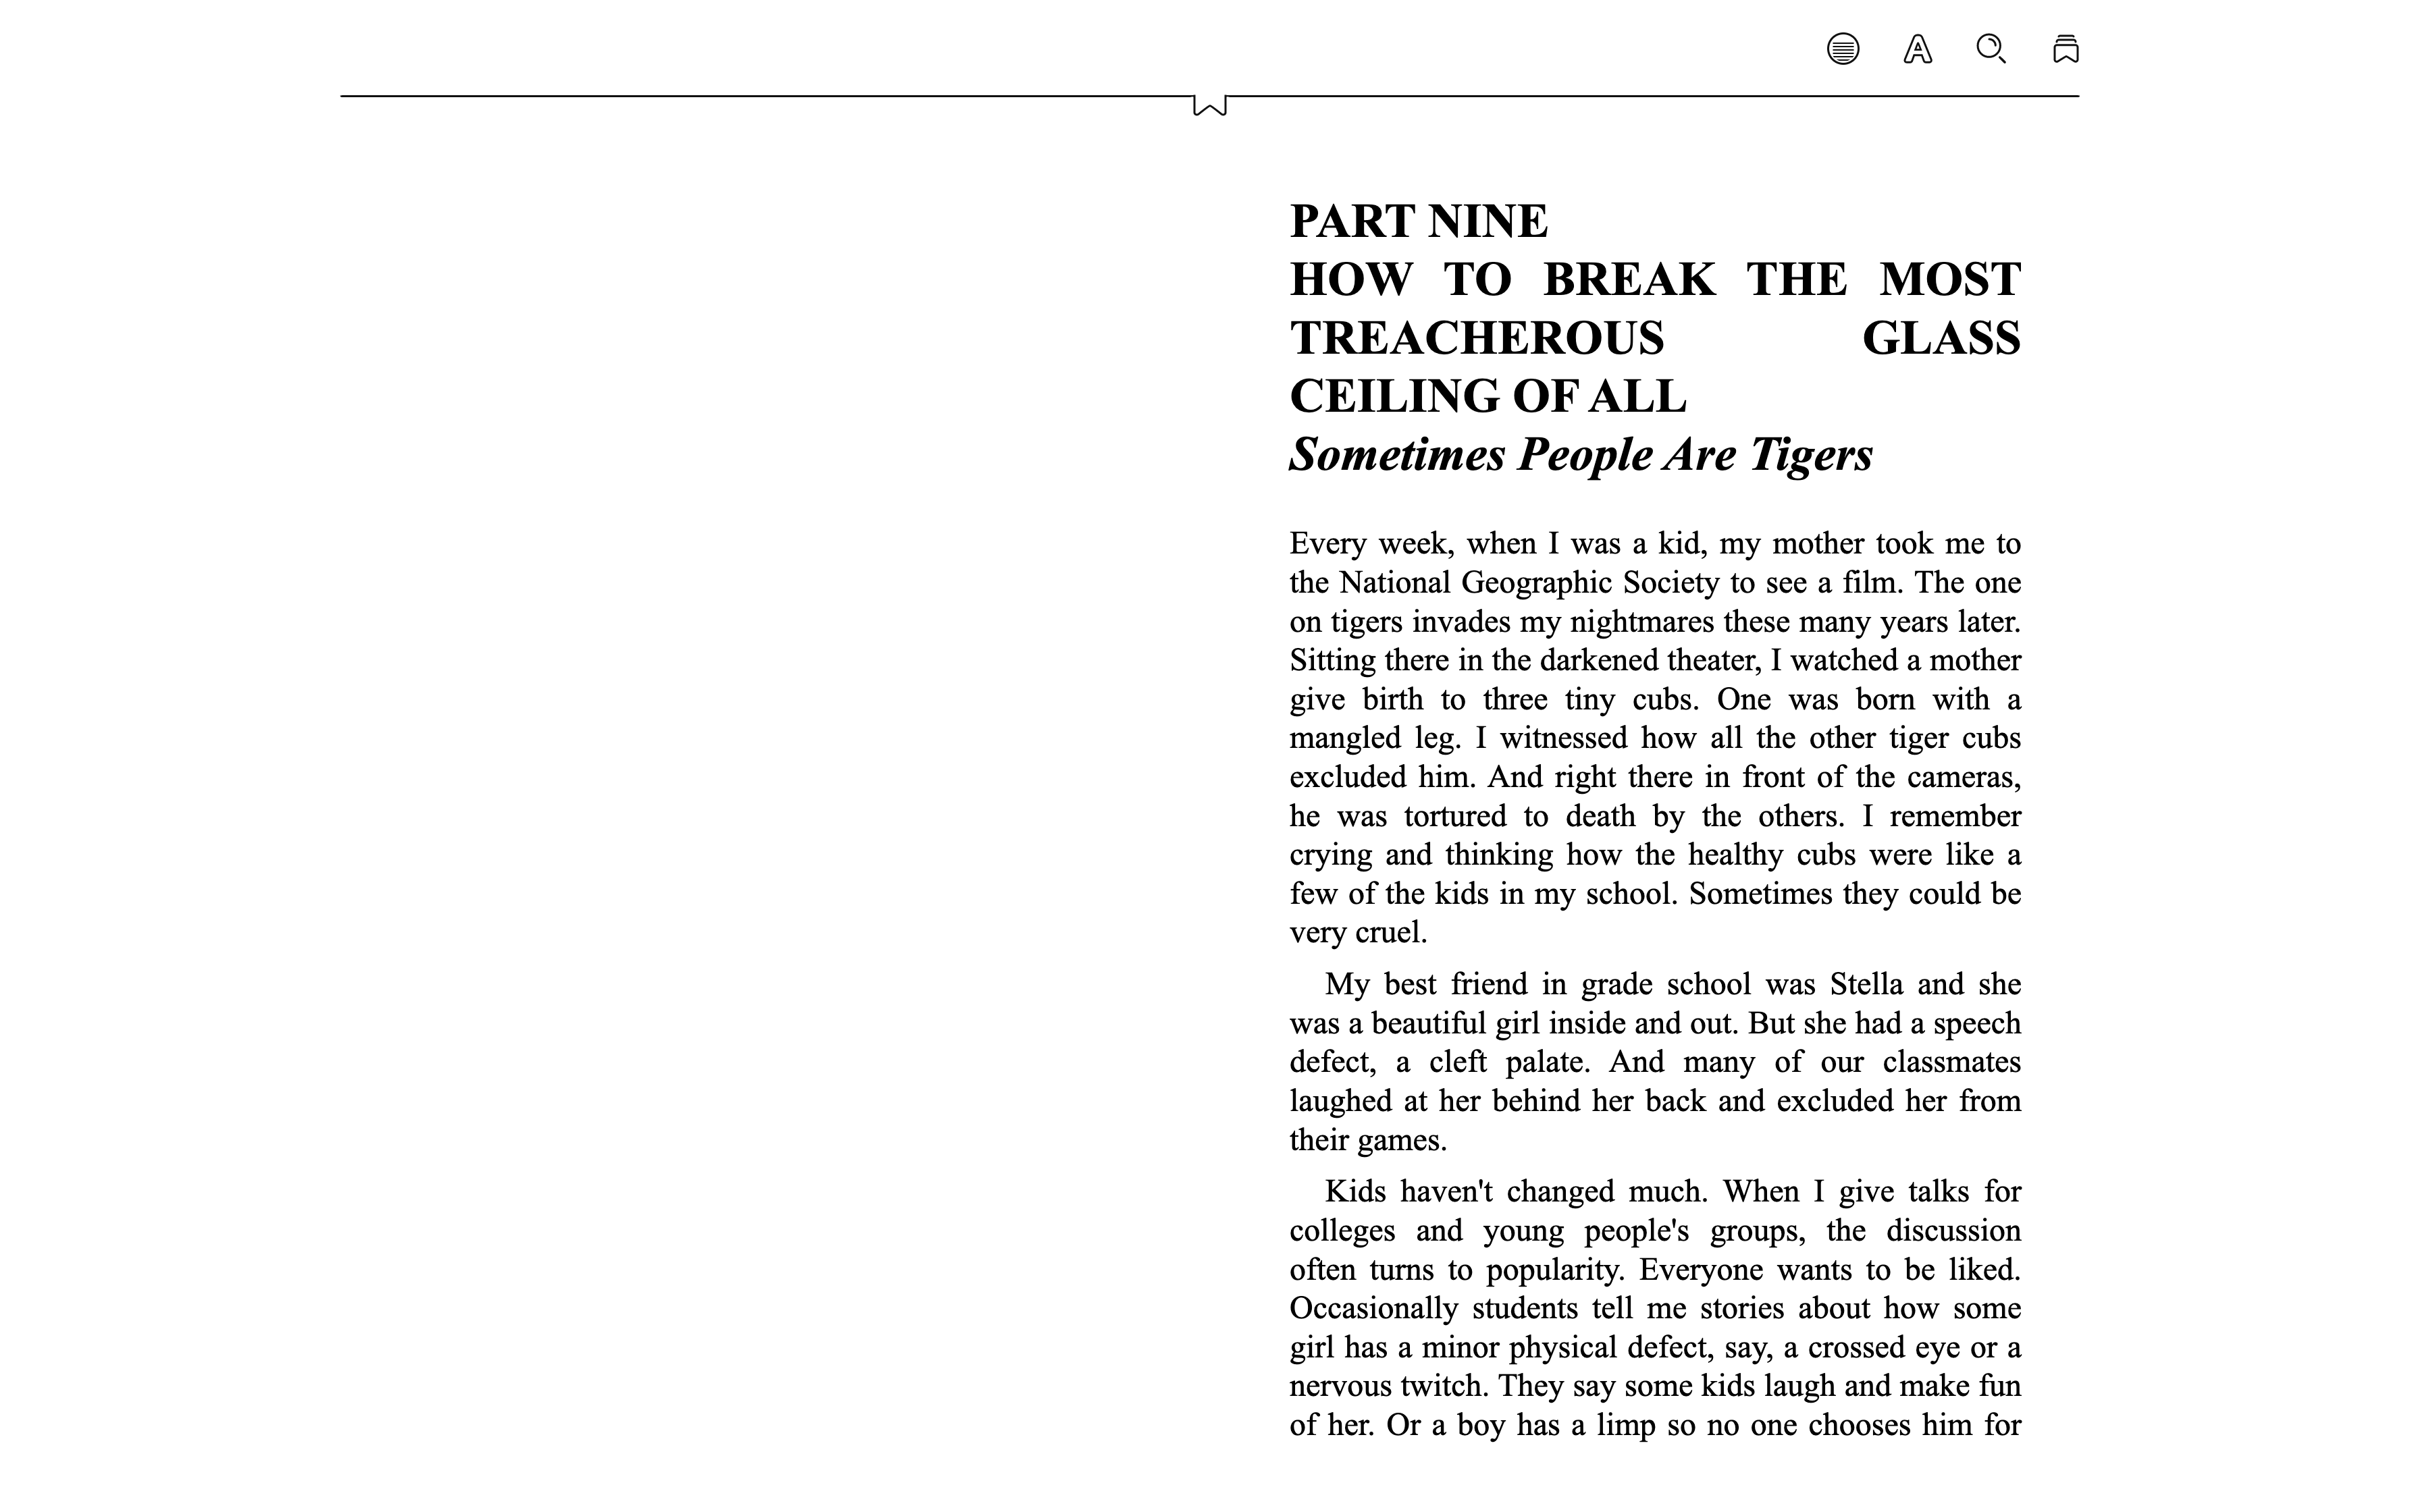 PART NINE
HOW TO BREAK THE MOST
TREACHEROUS GLASS
CEILING OF ALL
Sometimes People Are Tigers
Every week, when I was a kid, my mother took me to
the National Geographic Society to see a film. The one
on tigers invades my nightmares these many years later.
Sitting there in the darkened theater, I watched a mother
give birth to three tiny cubs. One was born with a
mangled leg. I witnessed how all the other tiger cubs
excluded him. And right there in front of the cameras,
he was tortured to death by the others. I remember
crying and thinking how the healthy cubs were like a
few of the kids in my school. Sometimes they could be
very cruel.
My best friend in grade school was Stella and she
was a beautiful girl inside and out. But she had a speech
defect, a cleft palate. And many of our classmates
laughed at her behind her back and excluded her from
their games.
Kids haven't changed much. When I give talks for
colleges and young people's groups, the discussion
often turns to popularity. Everyone wants to be liked.
Occasionally students tell me stories about how some
girl has a minor physical defect, say, a crossed eye or a
nervous twitch. They say some kids laugh and make fun
of her. Or a boy has a limp so no one chooses him for